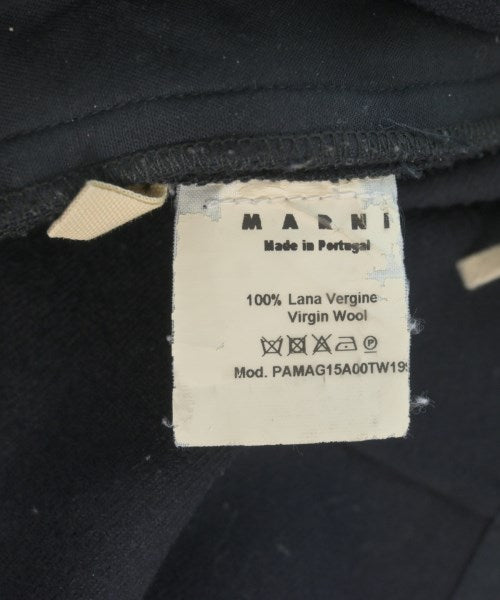 MARNI
Made in Portugal
100% Lana Vergine
Virgin Wool
P
Mod. PAMAG15A00TW19